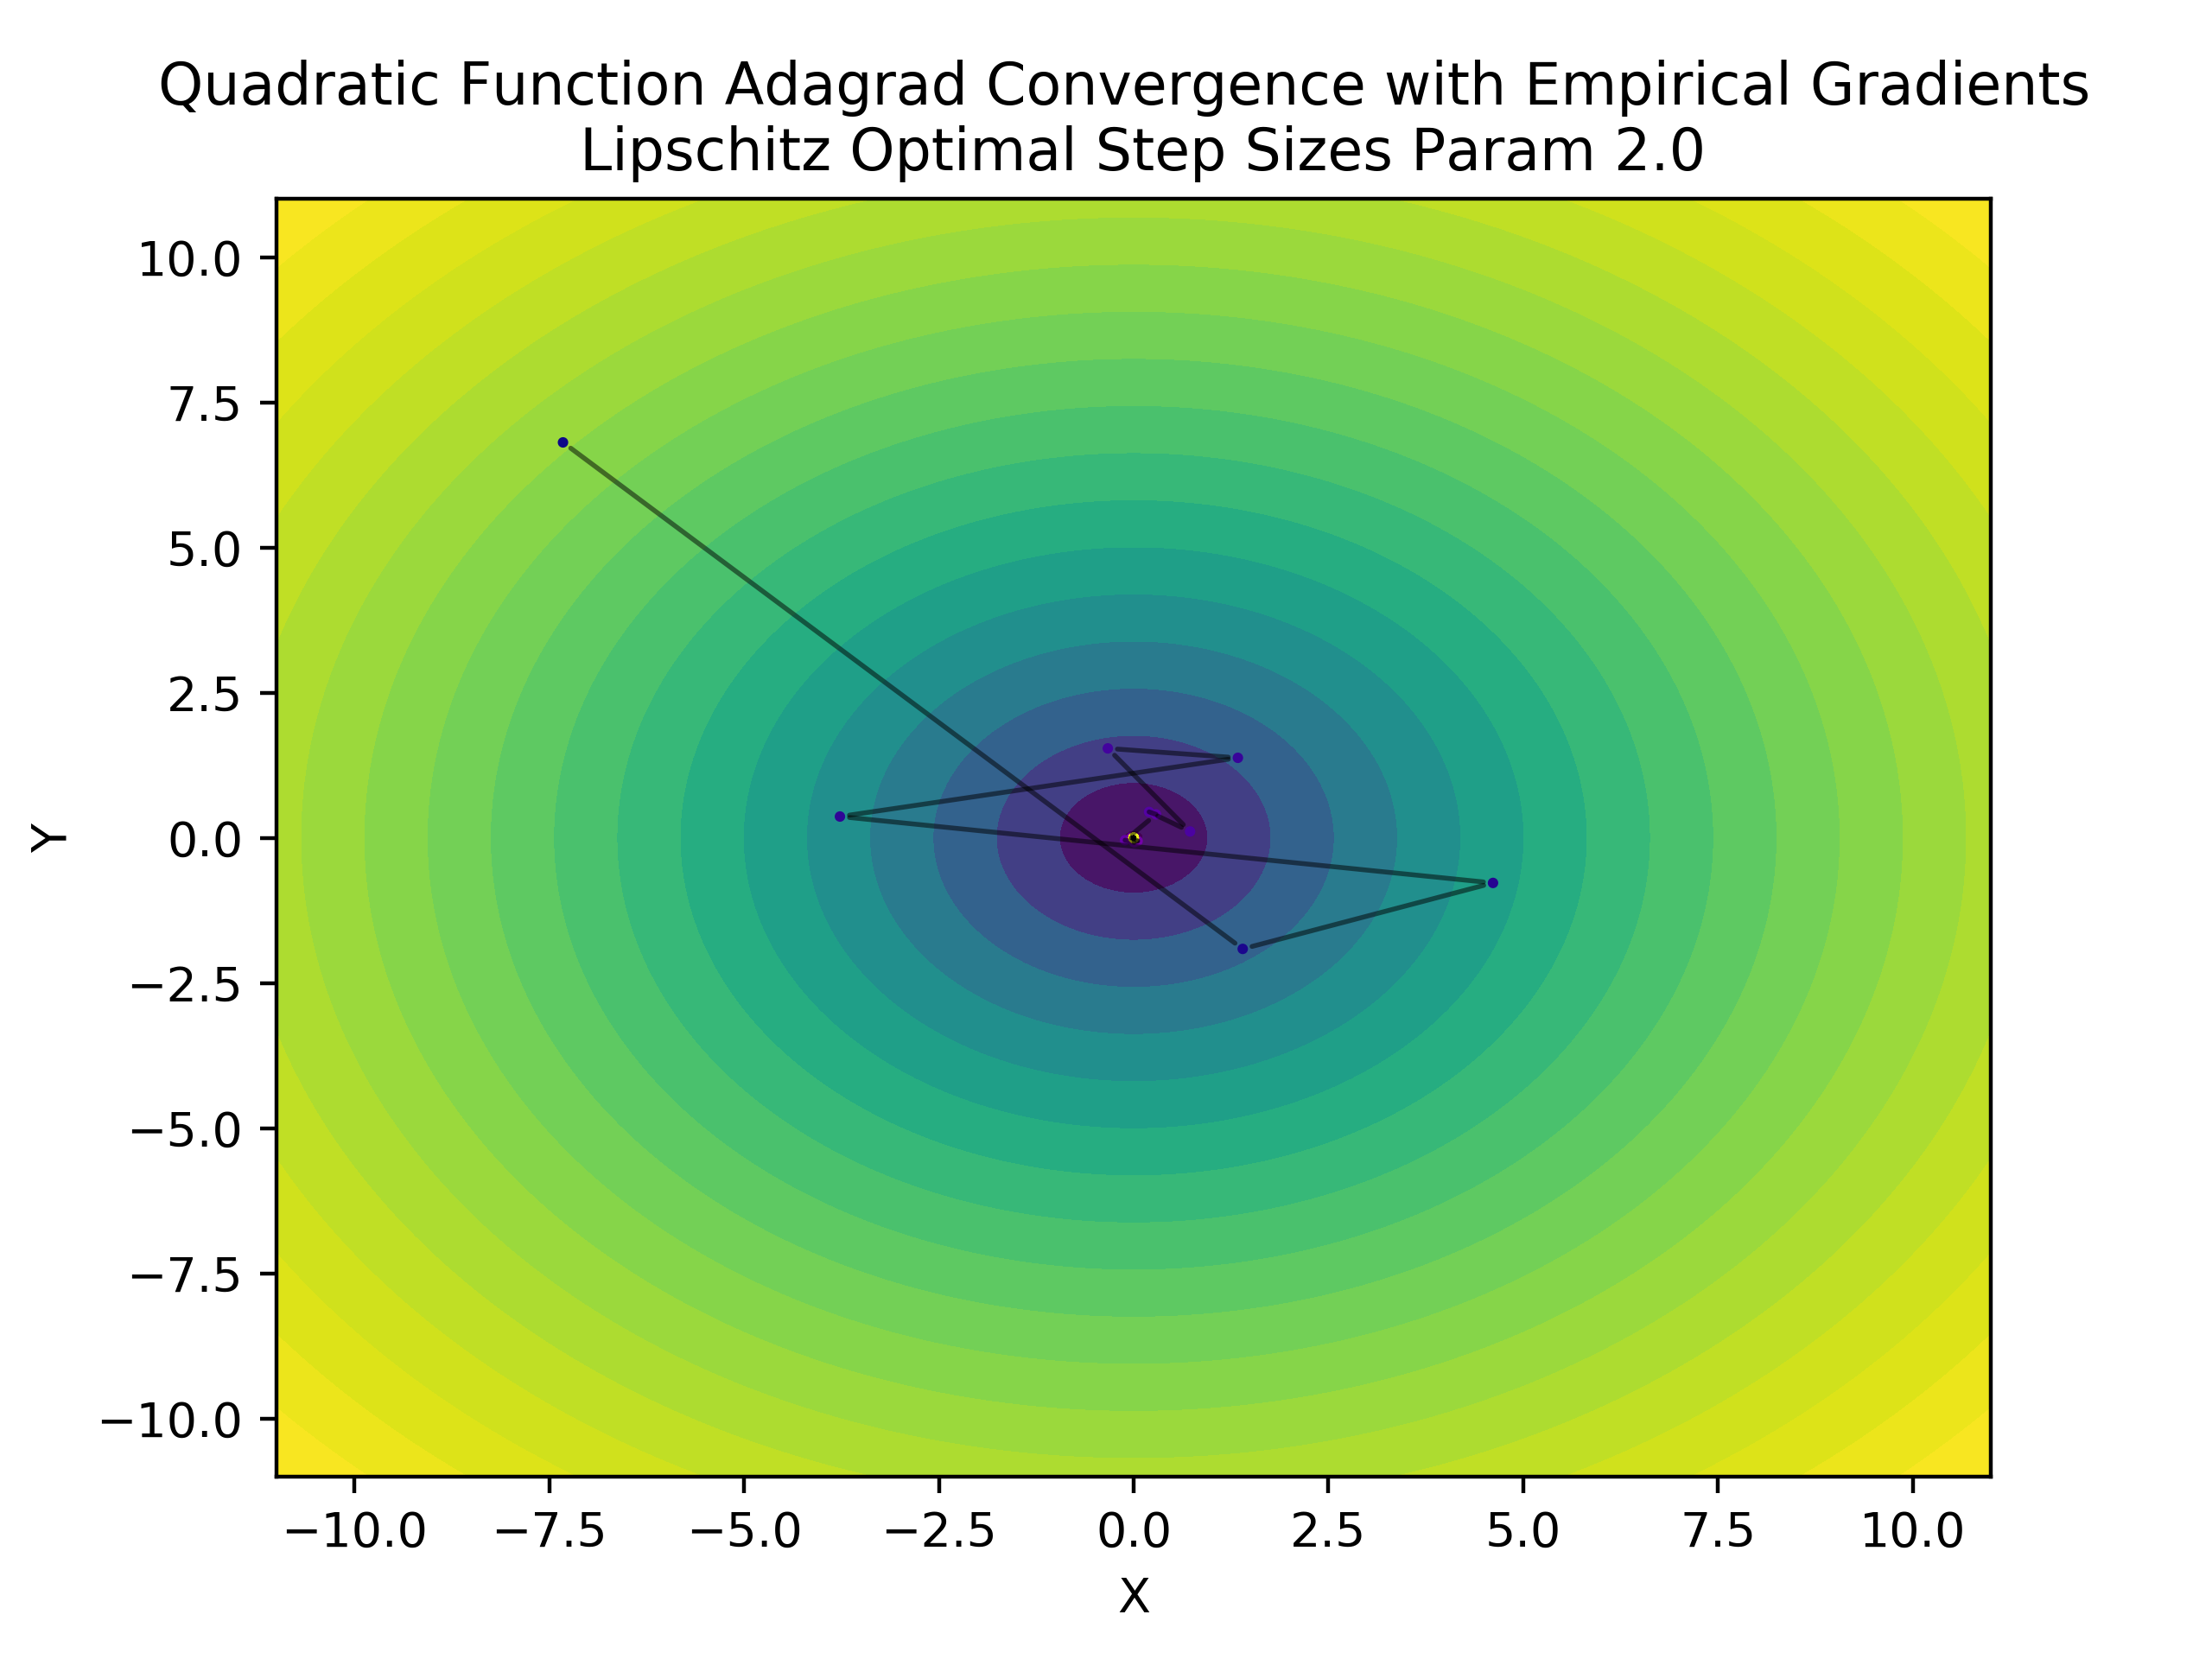 Quadratic Function Adagrad Convergence with Empirical Gradients
Lipschitz Optimal Step Sizes Param 2.0
10.0
7.5
5.0
2.5
0.0
−2.5
−5.0
−7.5
−10.0
Y
−10.0 −7.5 −5.0 −2.5 0.0 2.5 5.0 7.5 10.0
X